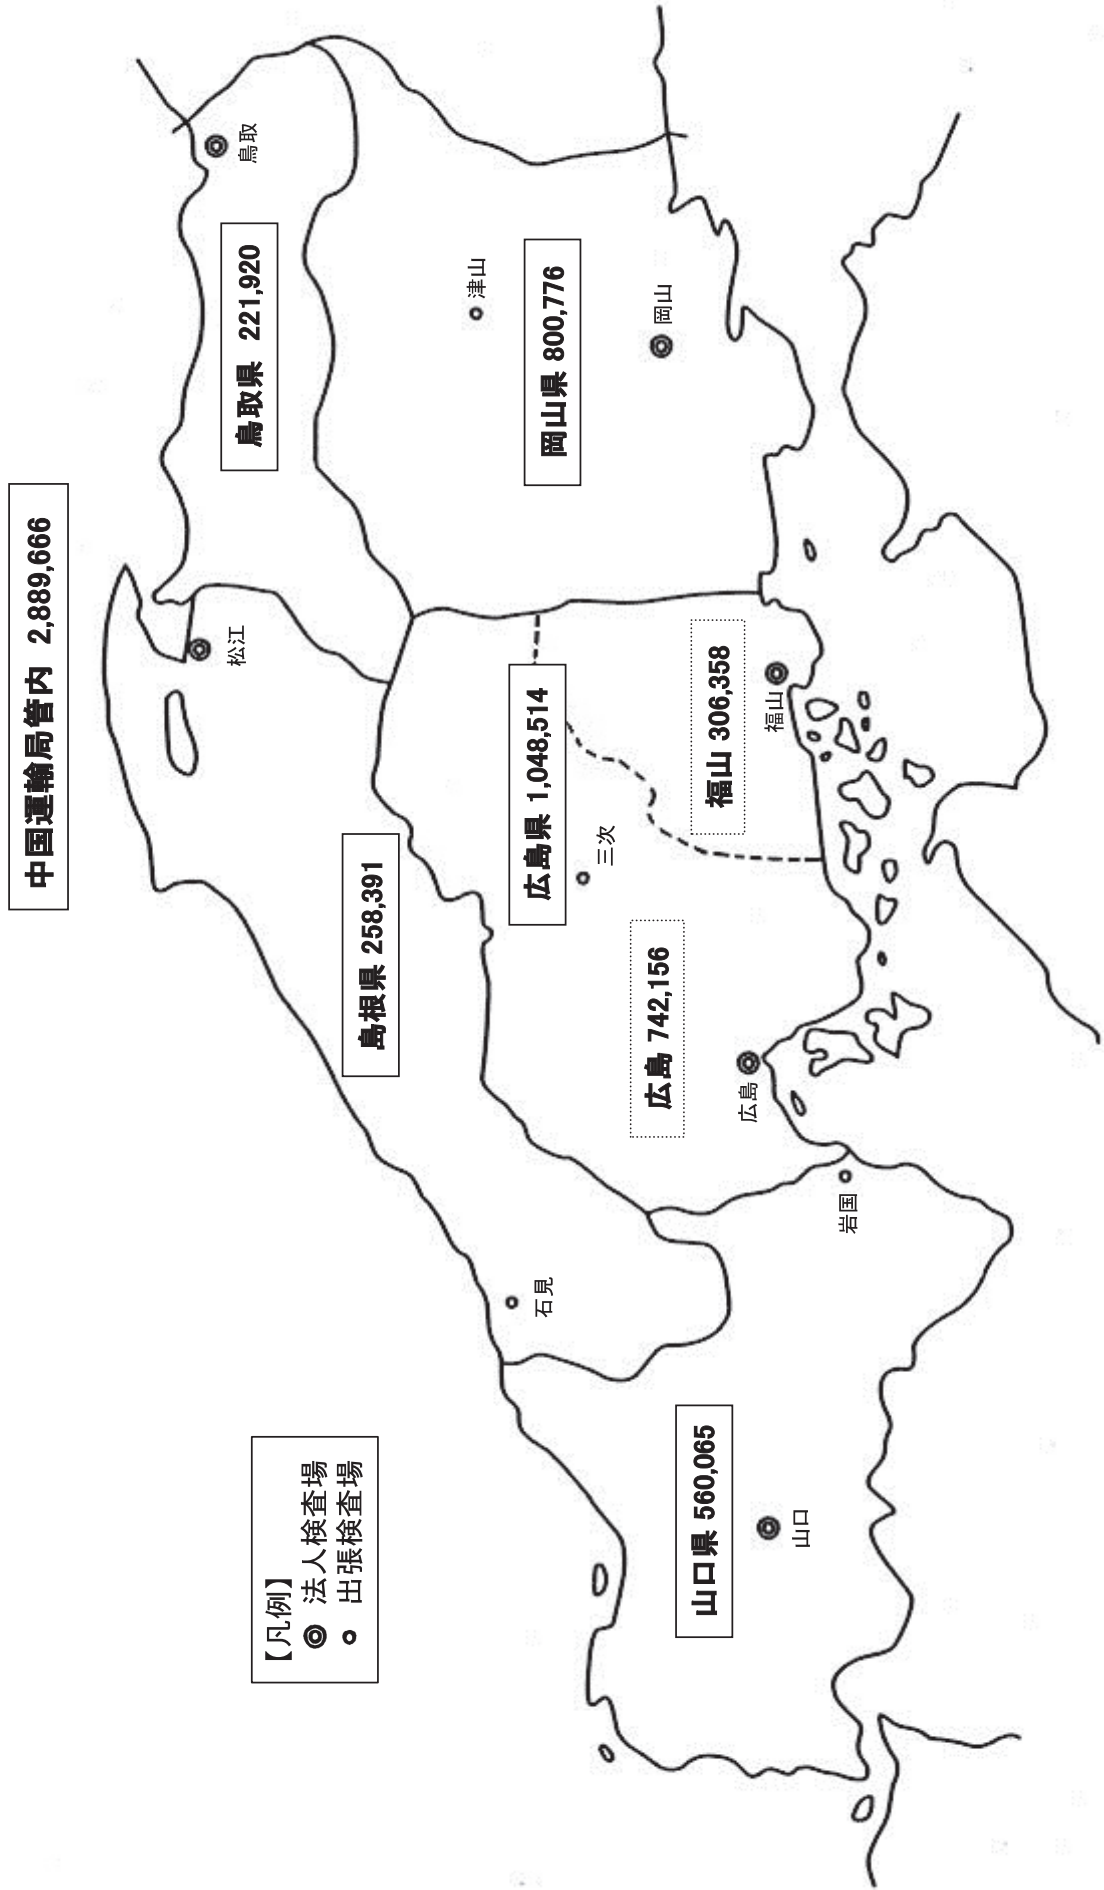 中国運輸局管内 2,889,666
【凡例】
◎ 法人検査場
○ 出張検査場
島根県 258,391
鳥取県 221,920
松江
鳥取
石見
広島県 1,048,514
三次
岡山県 800,776
津山
岡山
山口県 560,065
山口
広島 742,156
広島
岩国
福山 306,358
福山